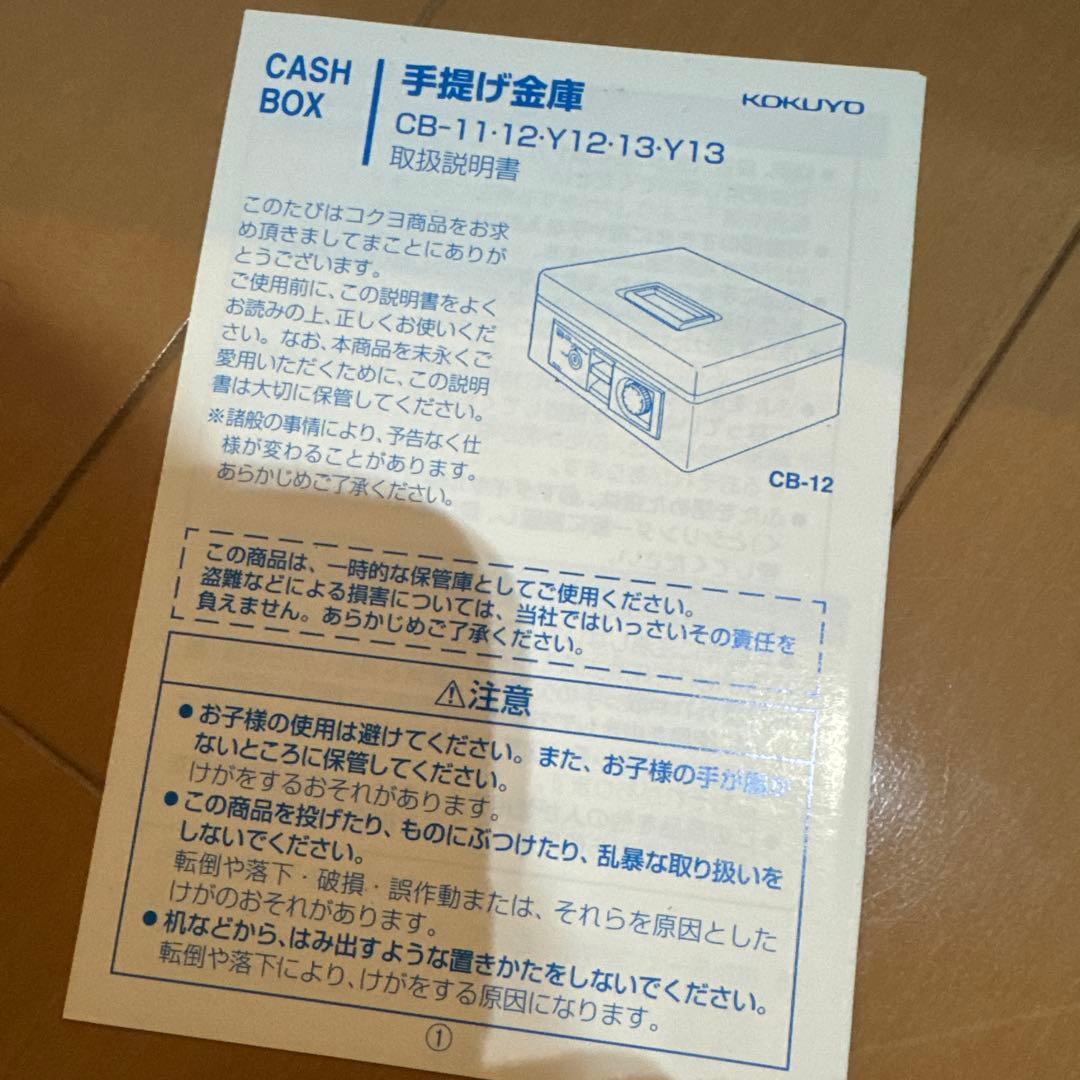 CASH
BOX
手提げ金庫
CB-11・12・Y12・13・Y13
取扱説明書
KOKUYO
このたびはコクヨ商品をお求
め頂きましてまことにありが
とうございます。
ご使用前に、この説明書をよく
お読みの上、正しくお使いくだ
さい。なお、本商品を末永くご
愛用いただくために、この説明
書は大切に保管してください。
※諸般の事情により、予告なく仕
様が変わることがあります。
あらかじめご了承ください。
CB-12
この商品は、一時的な保管庫としてご使用ください。
盗難などによる損害については、当社ではいっさいその責任を
負えません。あらかじめご了承ください。
⚠注意
●お子様の使用は避けてください。また、お子様の手が
ないところに保管してください。
けがをするおそれがあります。
●この商品を投げたり、ものにぶつけたり、乱暴な取り扱いを
しないでください。
転倒や落下・破損・誤作動または、それらを原因とした
けがのおそれがあります。
●机などから、はみ出すような置きかたをしないでください。
転倒や落下により、けがをする原因になります。
①